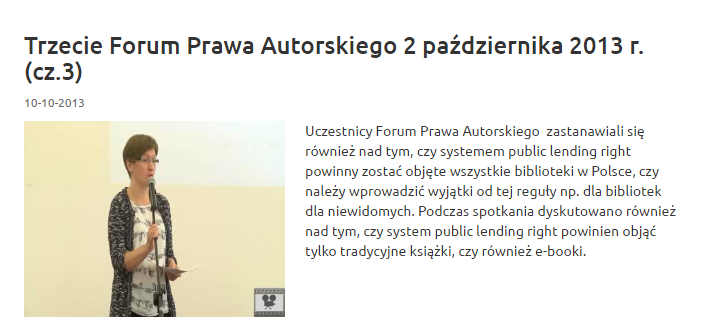 Trzecie Forum Prawa Autorskiego 2 października 2013 r.
(cz.3)
10-10-2013
Uczestnicy Forum Prawa Autorskiego  zastanawiali się
również nad tym, czy systemem public lending right
powinny zostać objęte wszystkie biblioteki w Polsce, czy
należy wprowadzić wyjątki od tej reguły np. dla bibliotek
dla niewidomych. Podczas spotkania dyskutowano również
nad tym, czy system public lending right powinien objąć
tylko tradycyjne książki, czy również e-booki.